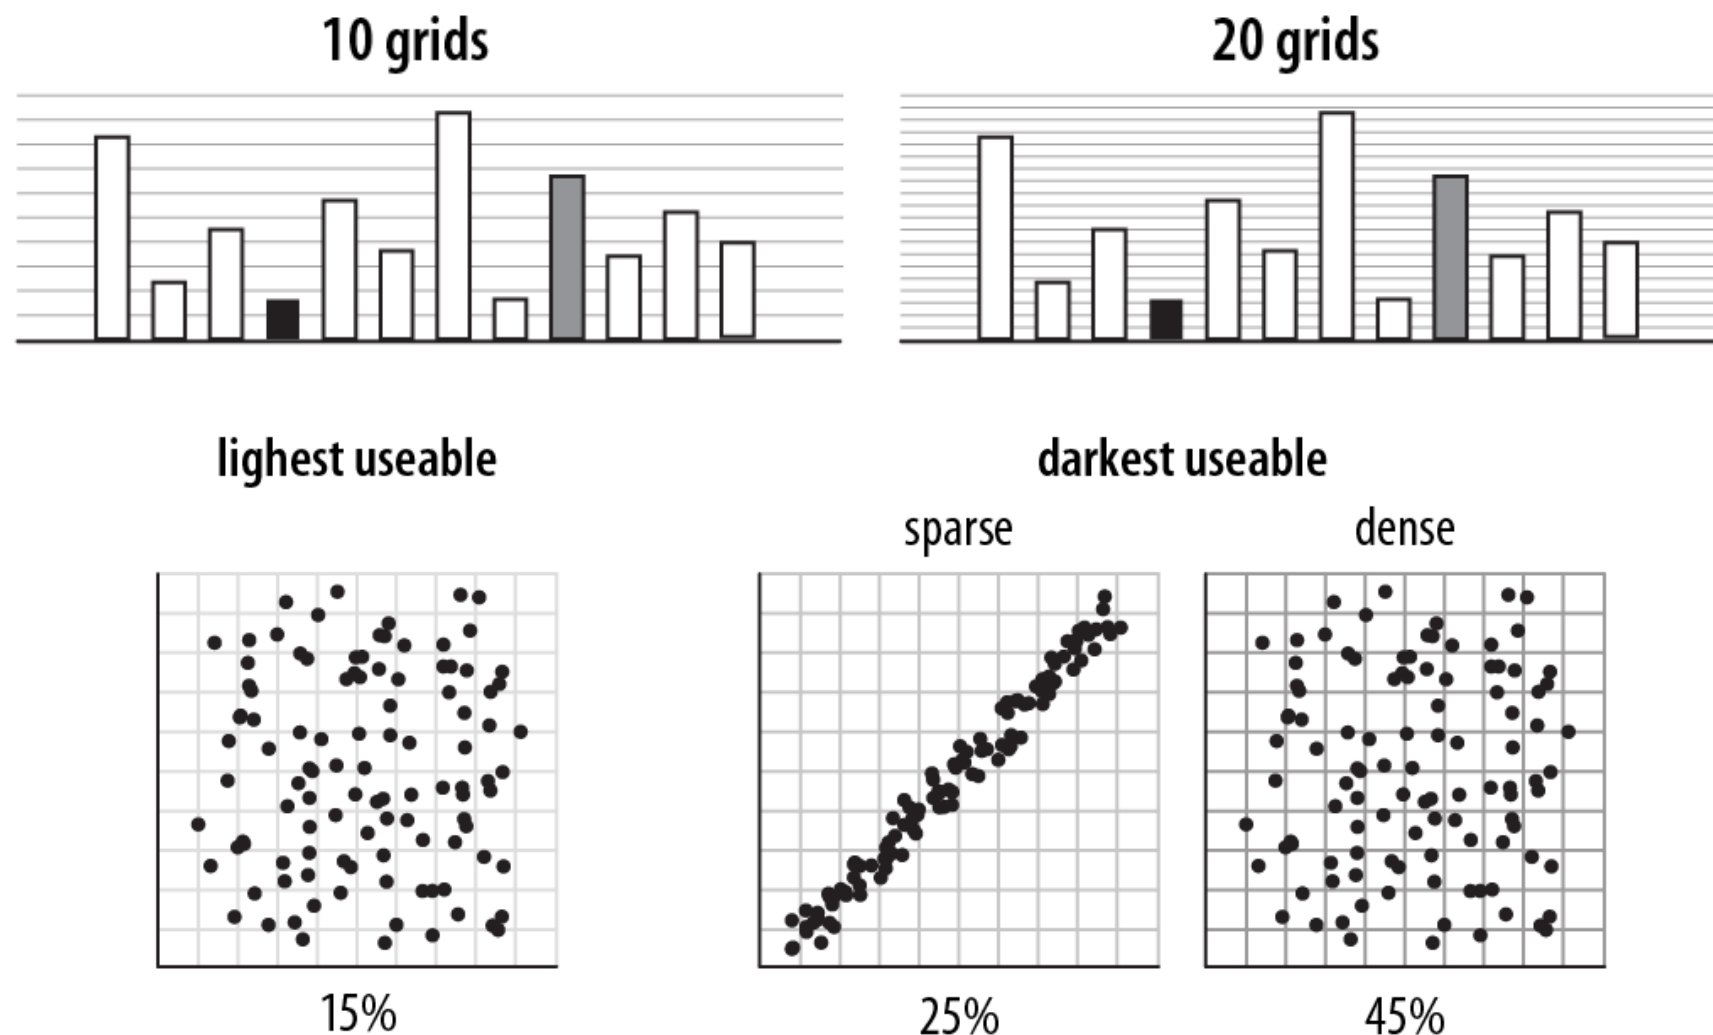 10 grids
20 grids
lighest useable
darkest useable
sparse
dense
15%
25%
45%